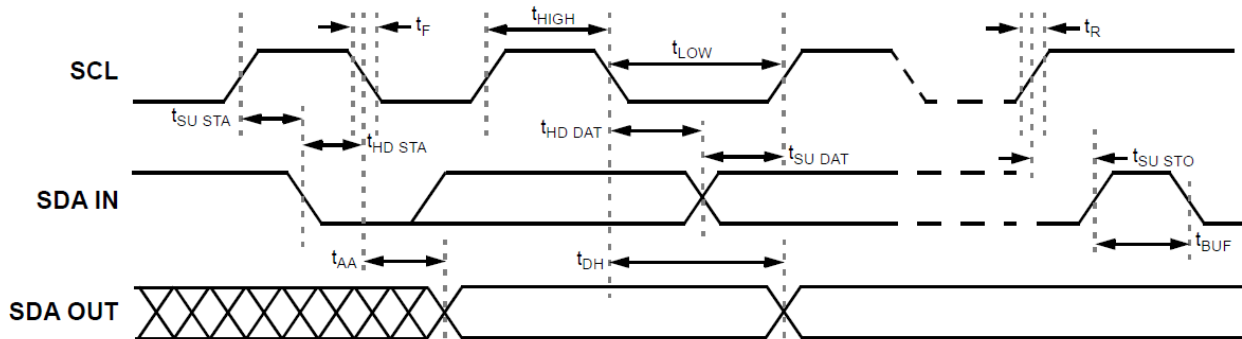 tF
tHIGH
tR
SCL
tLOW
tSU STA
tHD STA
tHD DAT
tSU DAT
tSU STO
SDA IN
tAA
tDH
tBUF
SDA OUT